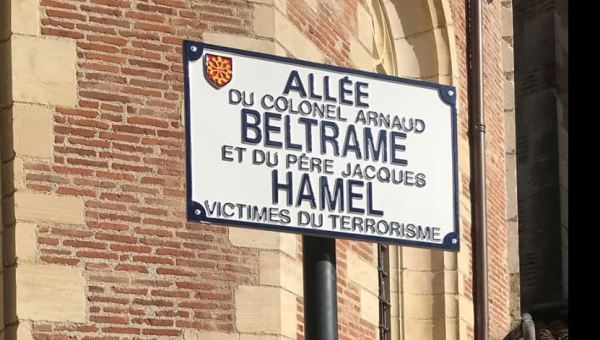 ALLÉE
DU COLONEL ARNAUD
BELTRAME
ET DU PÈRE JACQUES
HAMEL
VICTIMES DU TERRORISME